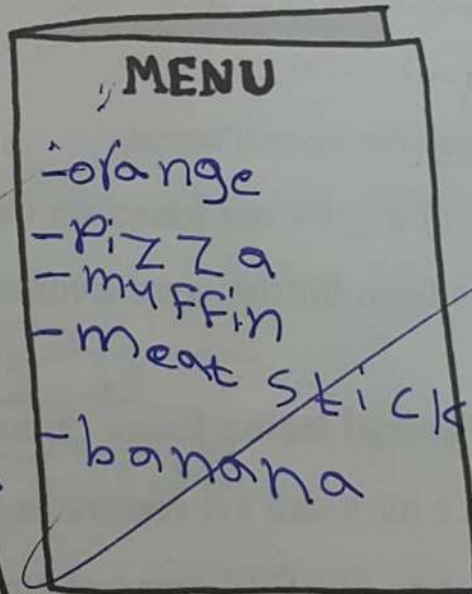 MENU
-orange
-Pizza
-muffin
-meat stick
-banana